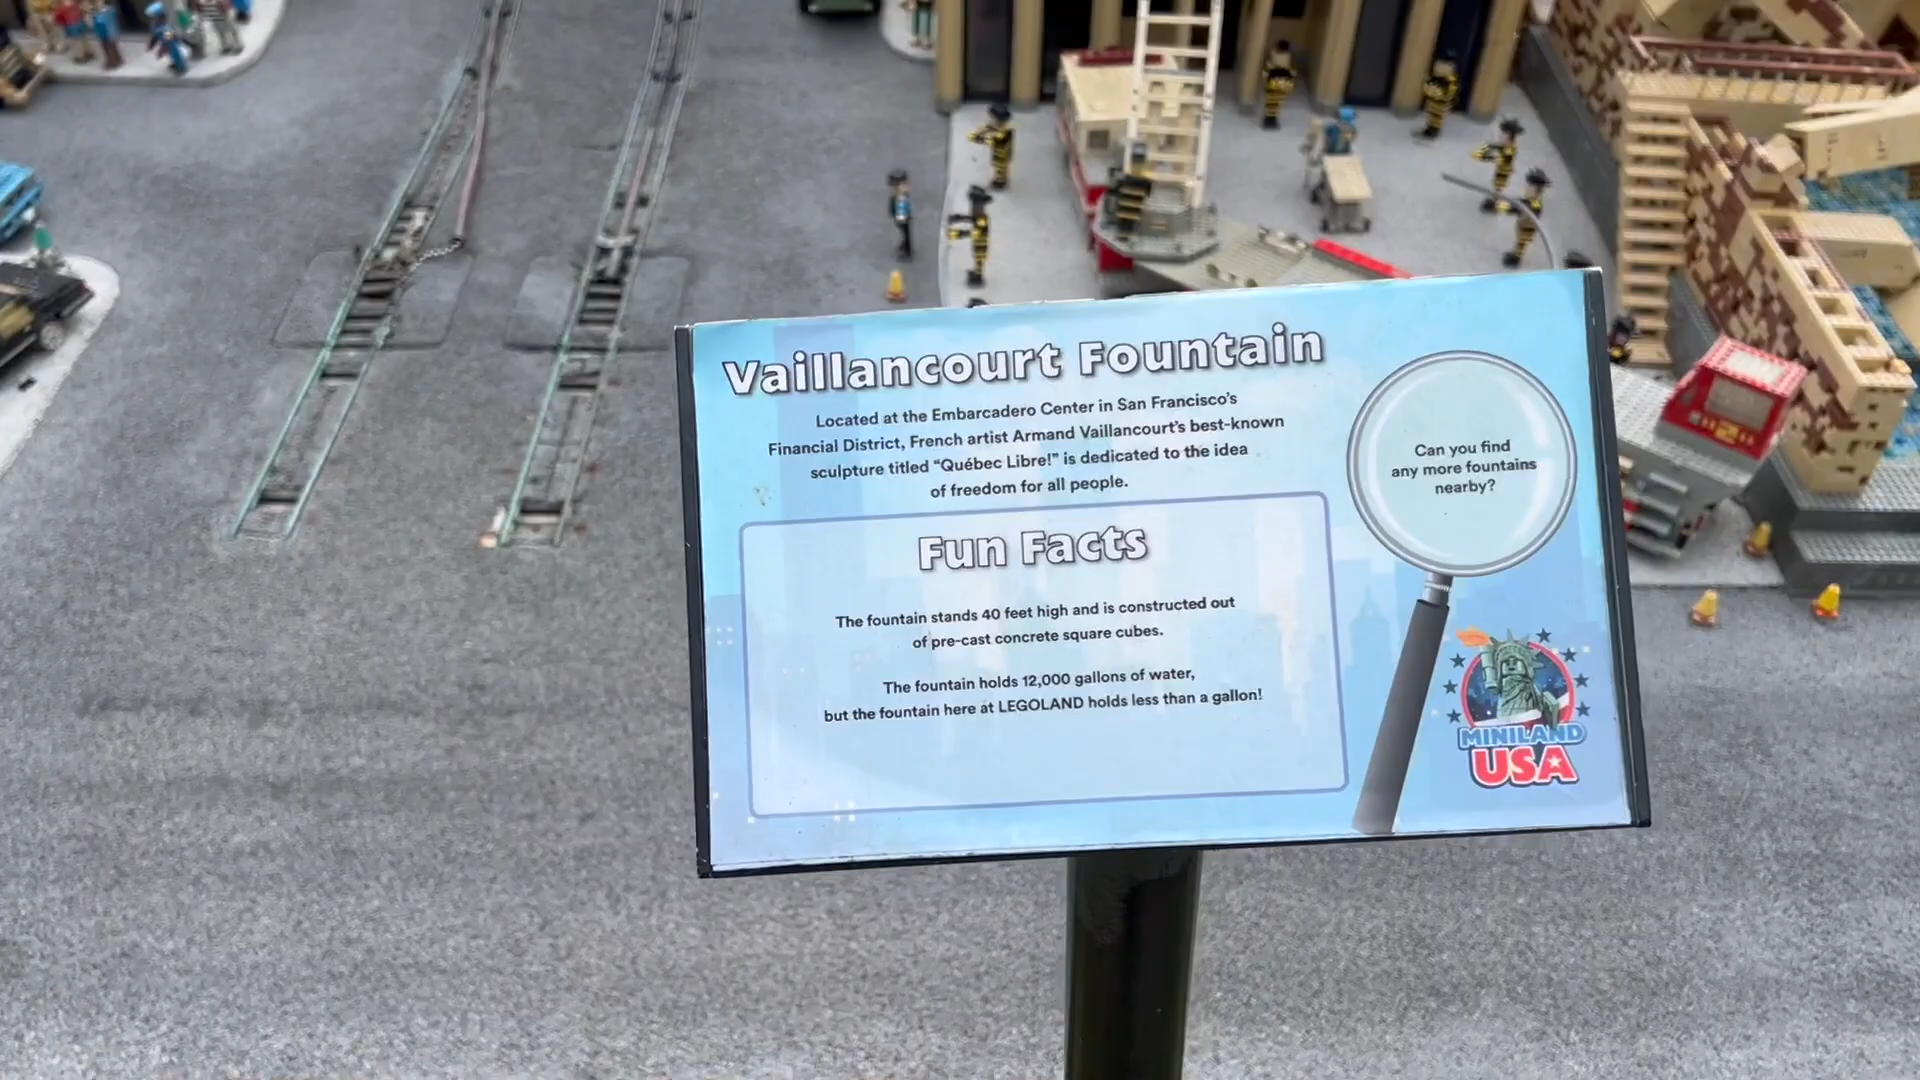 Vaillancourt Fountain
Located at the Embarcadero Center in San Francisco's
Financial District, French artist Armand Vaillancourt's best-known
sculpture titled "Québec Libre!" is dedicated to the idea
of freedom for all people.
Fun Facts
The fountain stands 40 feet high and is constructed out
of pre-cast concrete square cubes.
The fountain holds 12,000 gallons of water,
but the fountain here at LEGOLAND holds less than a gallon!
Can you find
any more fountains
nearby?
MINILAND
USA